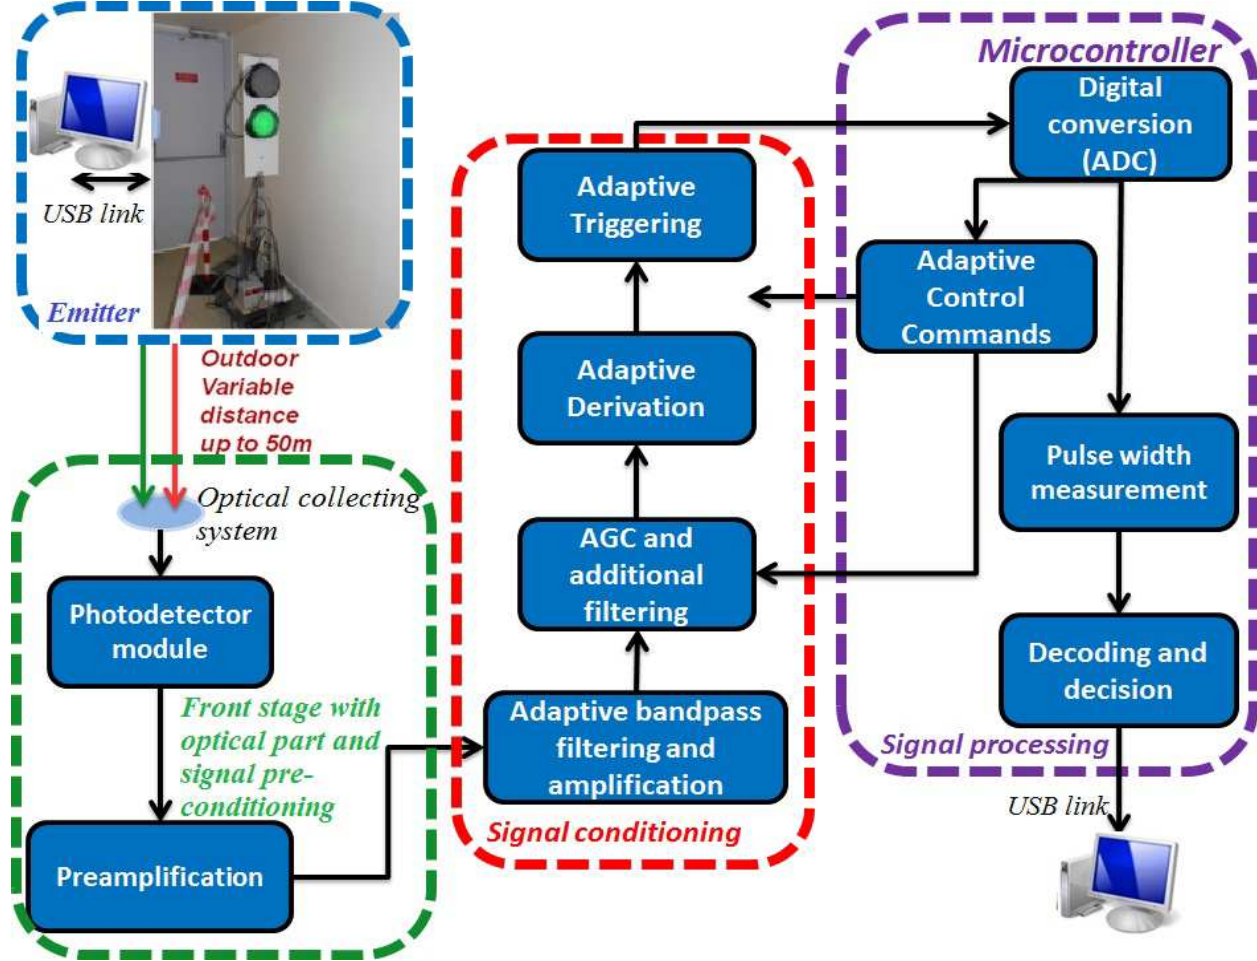 USB link
Emitter
Outdoor
Variable
distance
up to 50m
Optical collecting
system
Photodetector
module
Front stage with
optical part and
signal pre-
conditioning
Preamplification
Adaptive
Triggering
Adaptive
Derivation
AGC and
additional
filtering
Adaptive bandpass
filtering and
amplification
Signal conditioning
Microcontroller
Digital
conversion
(ADC)
Adaptive
Control
Commands
Pulse width
measurement
Decoding and
decision
Signal processing
USB link